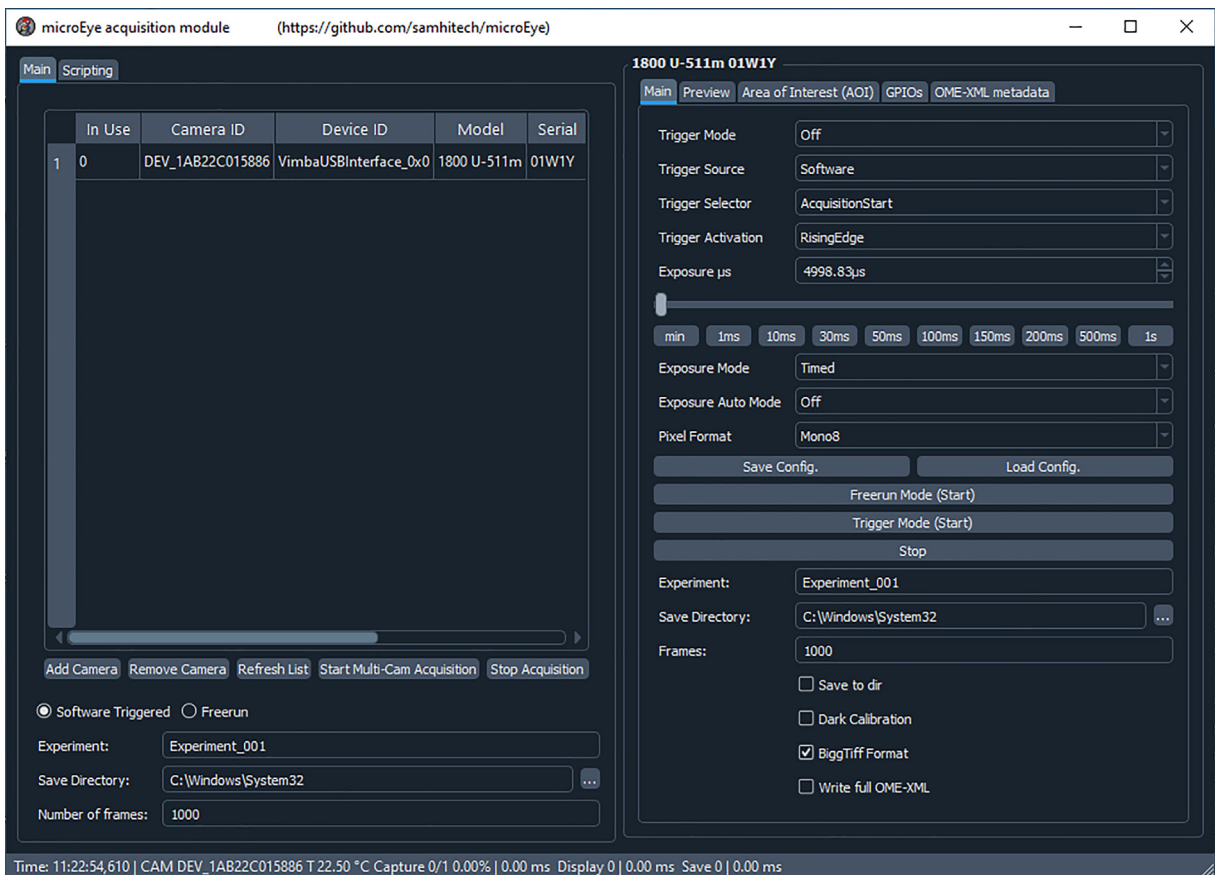 microEye acquisition module (https://github.com/samhitech/microEye)
Main Scripting
In Use Camera ID Device ID Model Serial
1 0 DEV_1AB22C015886 VimbaUSBInterface_0x0 1800 U-511m 01W1Y
Add Camera Remove Camera Refresh List Start Multi-Cam Acquisition Stop Acquisition
Software Triggered Freerun
Experiment: Experiment_001
Save Directory: C:\Windows\System32 ...
Number of frames: 1000
1800 U-511m 01W1Y
Main Preview Area of Interest (AOI) GPIOs OME-XML metadata
Trigger Mode Off
Trigger Source Software
Trigger Selector AcquisitionStart
Trigger Activation RisingEdge
Exposure µs 4998.83µs
min 1ms 10ms 30ms 50ms 100ms 150ms 200ms 500ms 1s
Exposure Mode Timed
Exposure Auto Mode Off
Pixel Format Mono8
Save Config. Load Config.
Freerun Mode (Start)
Trigger Mode (Start)
Stop
Experiment: Experiment_001
Save Directory: C:\Windows\System32 ...
Frames: 1000
Save to dir
Dark Calibration
BiggTiff Format
Write full OME-XML
Time: 11:22:54,610 | CAM DEV_1AB22C015886 T 22.50 °C Capture 0/1 0.00% | 0.00 ms Display 0 | 0.00 ms Save 0 | 0.00 ms